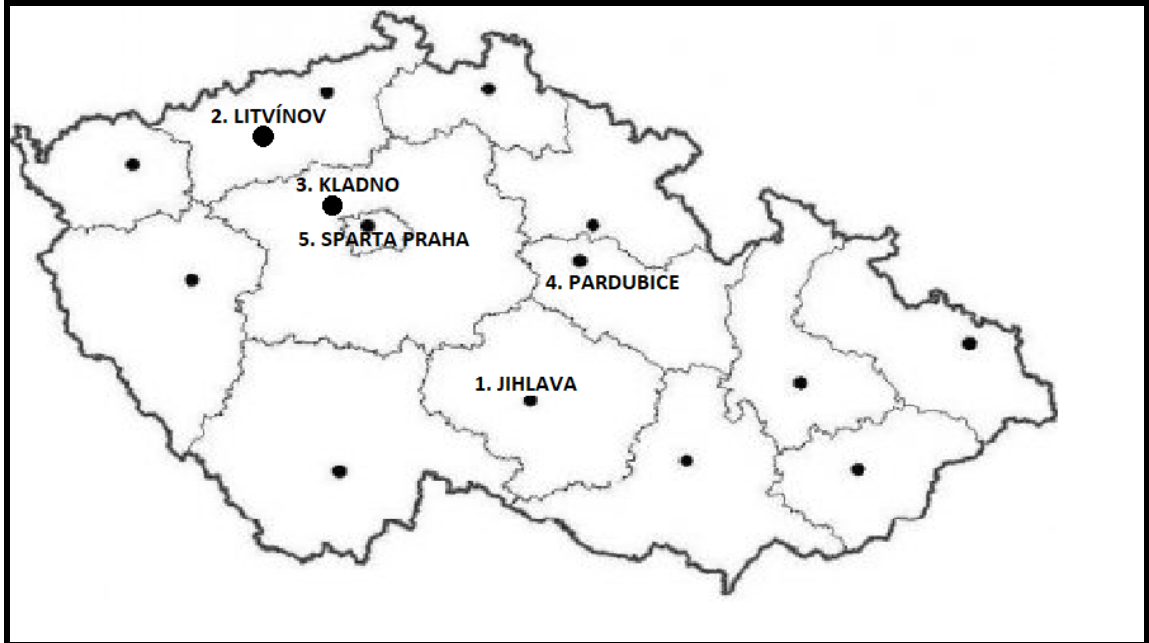 2. LITVÍNOV
3. KLADNO
5. SPARTA PRAHA
4. PARDUBICE
1. JIHLAVA